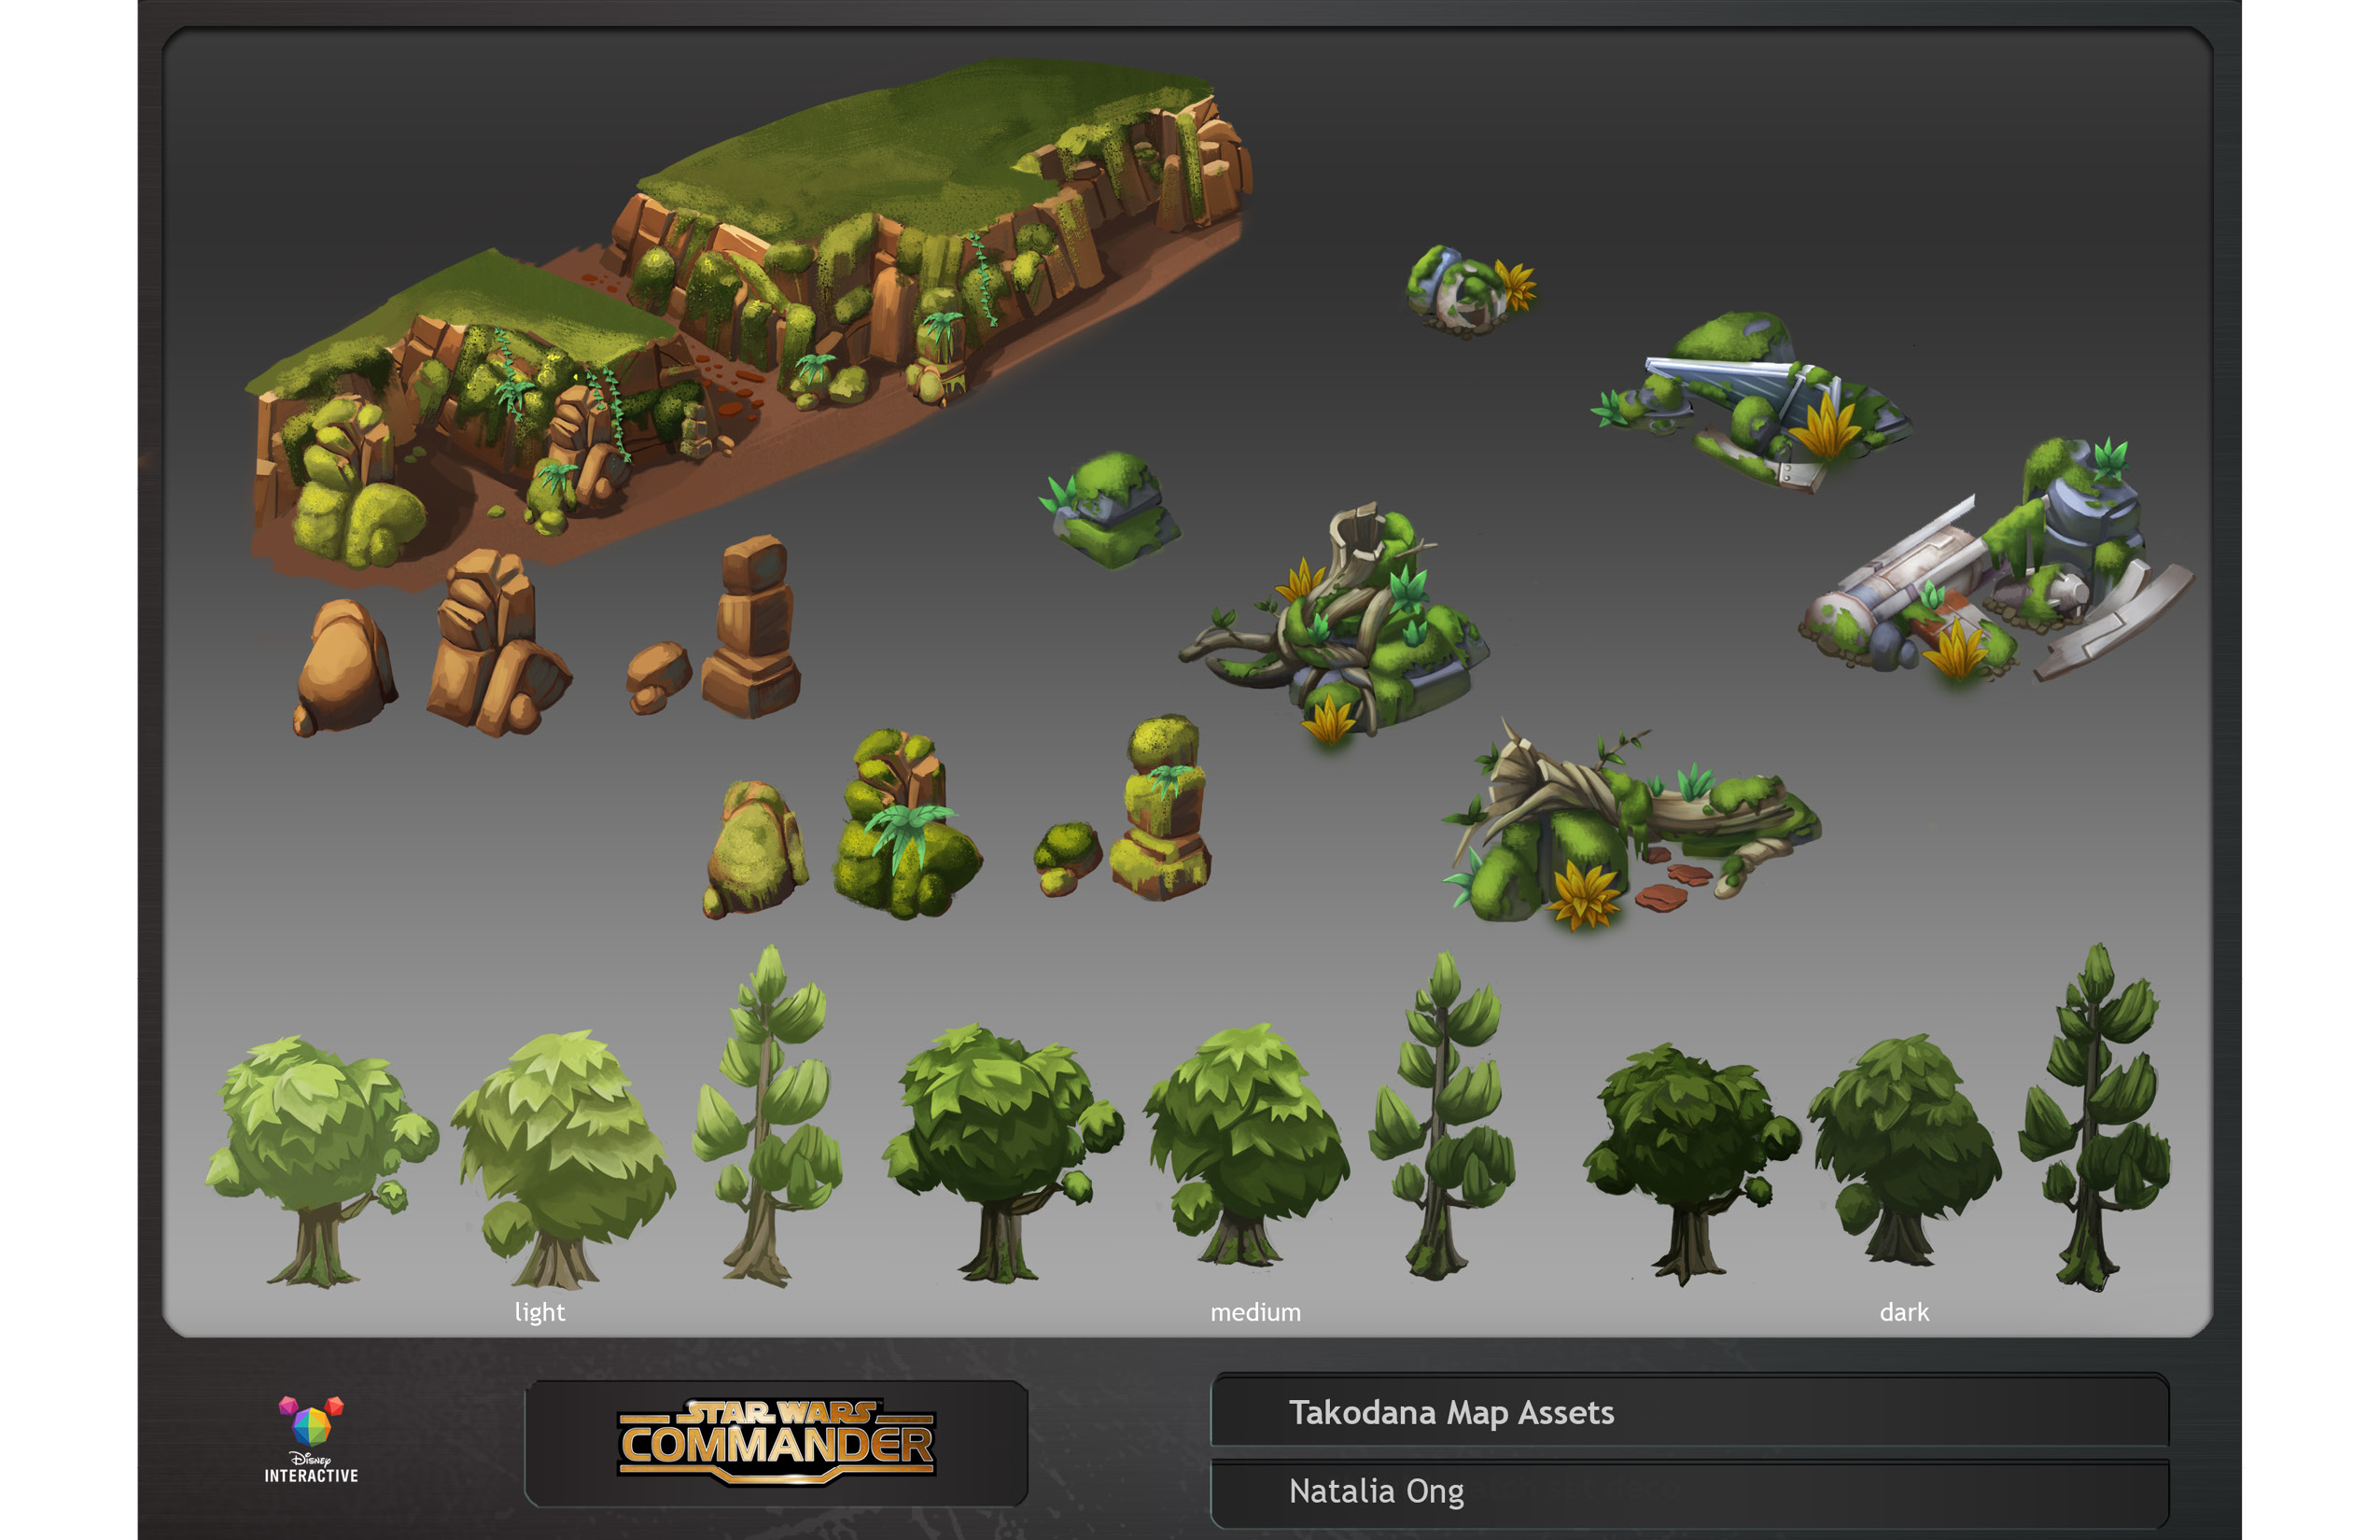 light
medium
dark
Disney
INTERACTIVE
STAR WARS
COMMANDER
Takodana Map Assets
Natalia Ong